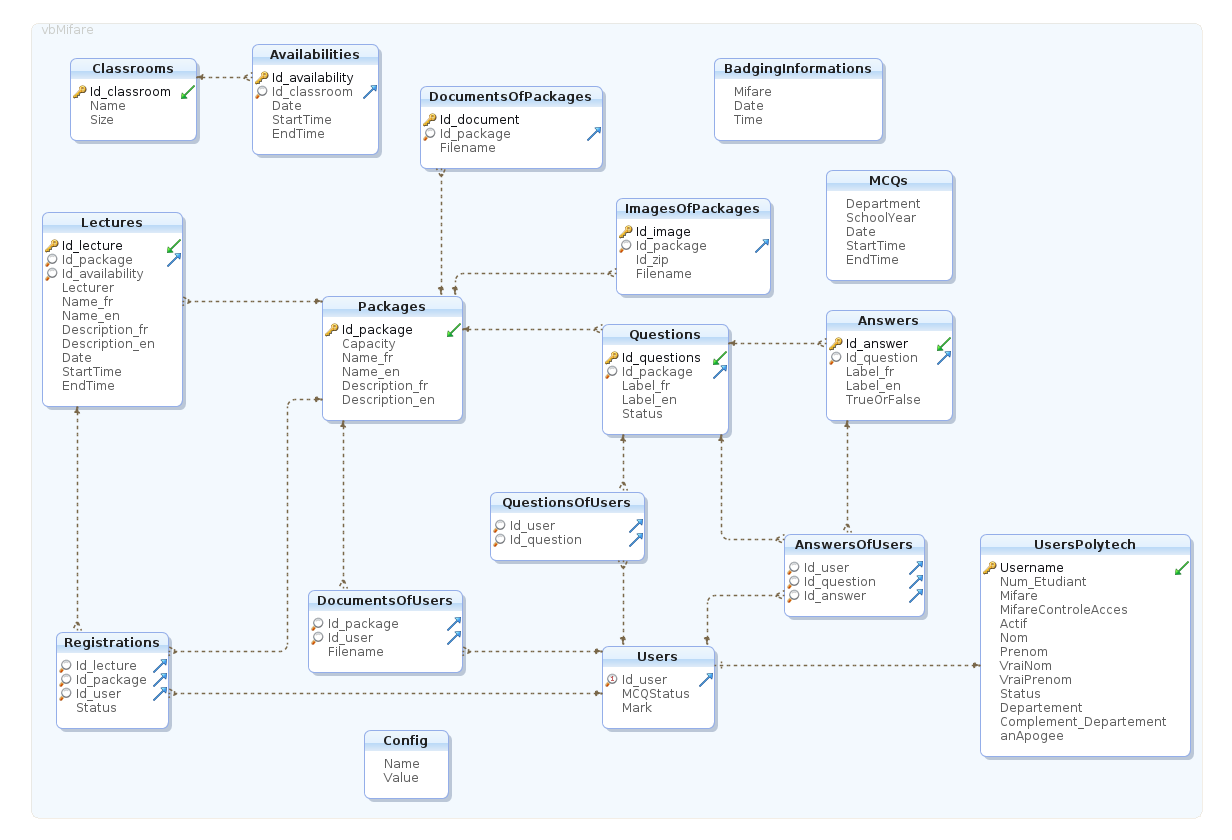 vbMifare
Classrooms
Id_classroom
Name
Size
Availabilities
Id_availability
Id_classroom
Date
StartTime
EndTime
DocumentsOfPackages
Id_document
Id_package
Filename
BadgingInformations
Mifare
Date
Time
MCQs
Department
SchoolYear
Date
StartTime
EndTime
ImagesOfPackages
Id_image
Id_package
Id_zip
Filename
Lectures
Id_lecture
Id_package
Id_availability
Lecturer
Name_fr
Name_en
Description_fr
Description_en
Date
StartTime
EndTime
Packages
Id_package
Capacity
Name_fr
Name_en
Description_fr
Description_en
Questions
Id_questions
Id_package
Label_fr
Label_en
Status
Answers
Id_answer
Id_question
Label_fr
Label_en
TrueOrFalse
QuestionsOfUsers
Id_user
Id_question
AnswersOfUsers
Id_user
Id_question
Id_answer
UsersPolytech
Username
Num_Etudiant
Mifare
MifareControleAcces
Actif
Nom
Prenom
VraiNom
VraiPrenom
Status
Departement
Complement_Departement
anApogee
DocumentsOfUsers
Id_package
Id_user
Filename
Registrations
Id_lecture
Id_package
Id_user
Status
Users
Id_user
MCQStatus
Mark
Config
Name
Value